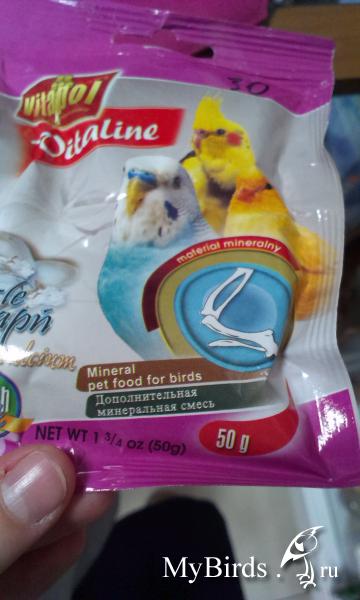 30
Vitapol
Vitaline
material mineralny
Mineral
pet food for birds
Дополнительная
минеральная смесь
NET WT 1 3/4 oz (50g)
50 g
MyBirds.ru